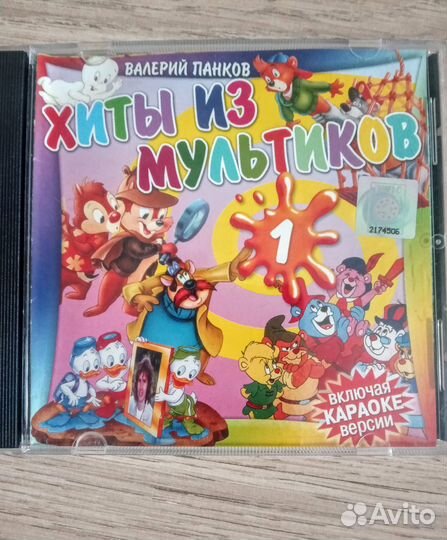 ВАЛЕРИЙ ПАНКОВ
ХИТЫ ИЗ
МУЛЬТИКОВ
1
2174506
ВКЛЮЧАЯ
КАРАОКЕ
ВЕРСИИ
Avito